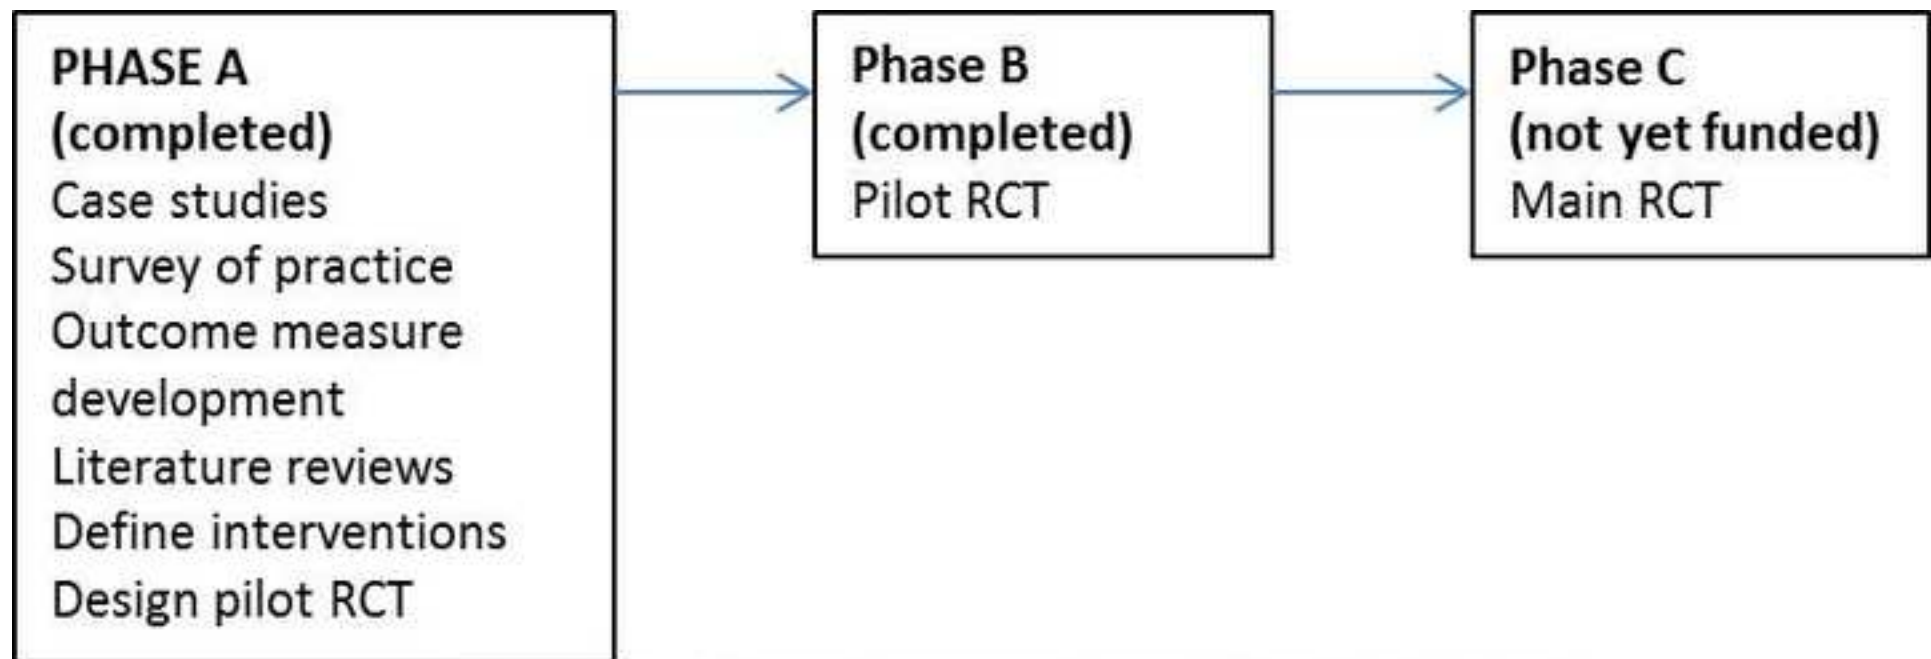 PHASE A
(completed)
Case studies
Survey of practice
Outcome measure
development
Literature reviews
Define interventions
Design pilot RCT
Phase B
(completed)
Pilot RCT
Phase C
(not yet funded)
Main RCT